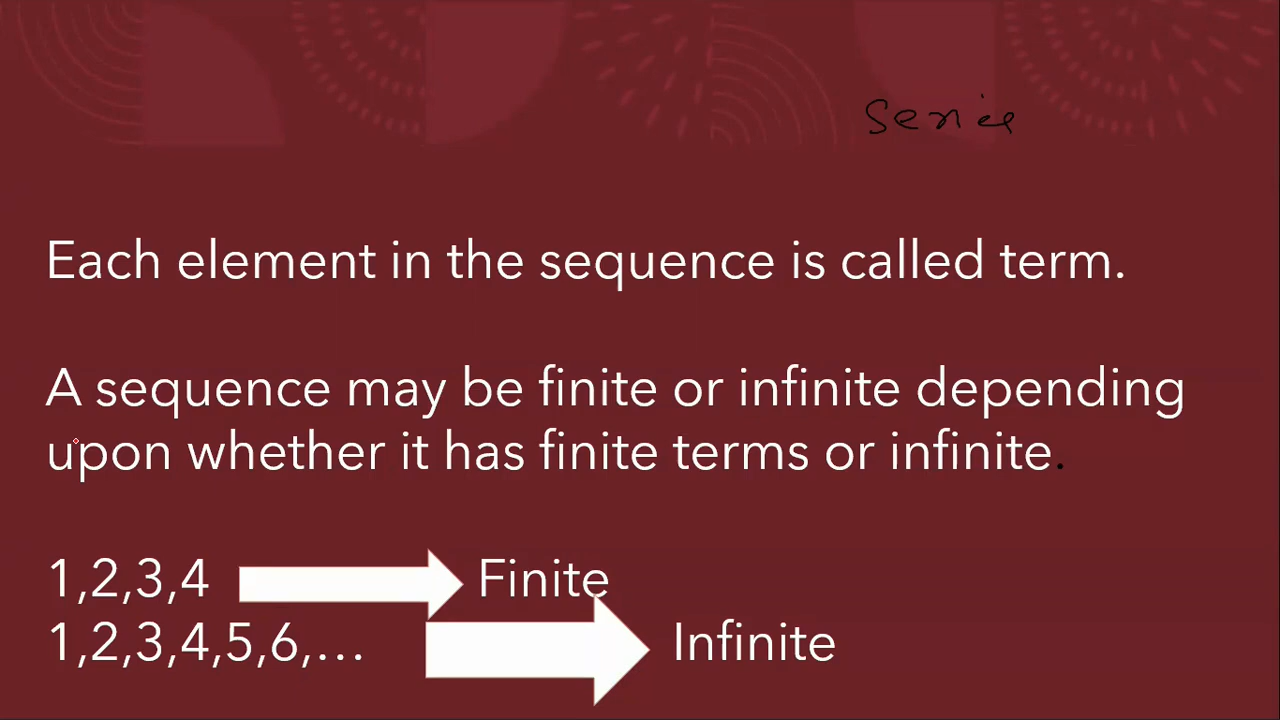 Serie
Each element in the sequence is called term.
A sequence may be finite or infinite depending
upon whether it has finite terms or infinite.
1,2,3,4 Finite
1,2,3,4,5,6,... Infinite